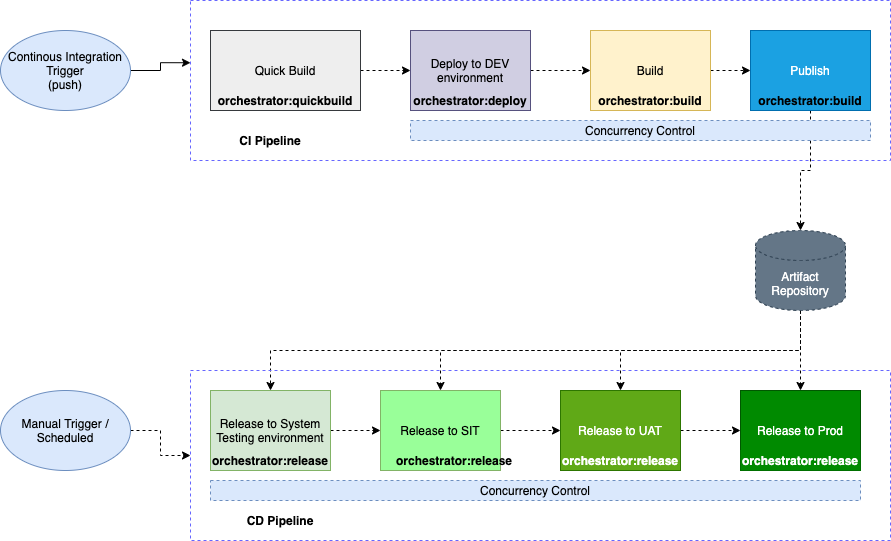 Continous Integration
Trigger
(push)
Quick Build
orchestrator:quickbuild
Deploy to DEV
environment
orchestrator:deploy
Build
orchestrator:build
Publish
orchestrator:build
Concurrency Control
CI Pipeline
Artifact
Repository
Manual Trigger /
Scheduled
Release to System
Testing environment
orchestrator:release
Release to SIT
orchestrator:release
Release to UAT
orchestrator:release
Release to Prod
orchestrator:release
Concurrency Control
CD Pipeline